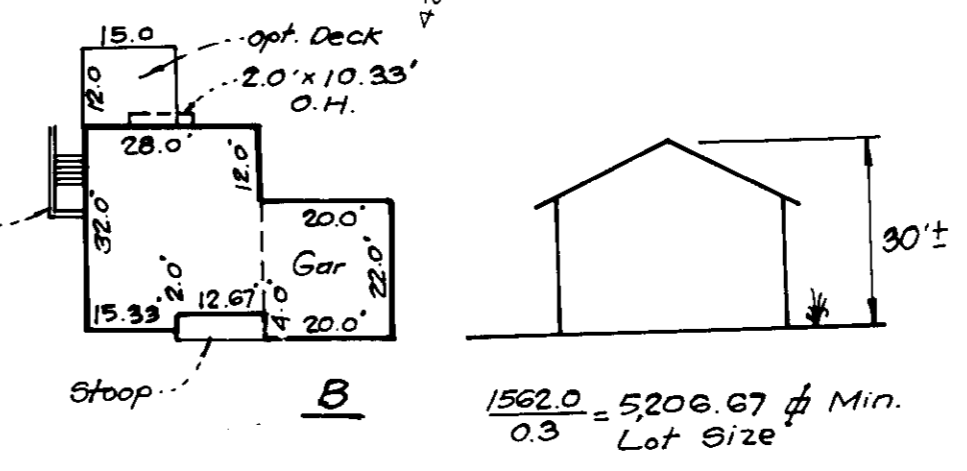 15.0
opt. Deck
12.0
2.0' x 10.33'
O.H.
28.0'
12.0'
32.0'
20.0'
Gar
22.0'
30'±
2.0'
12.67'
4.0'
15.33'
20.0'
Stoop
B
1562.0
0.3
= 5,206.67 ⏍ Min.
Lot Size